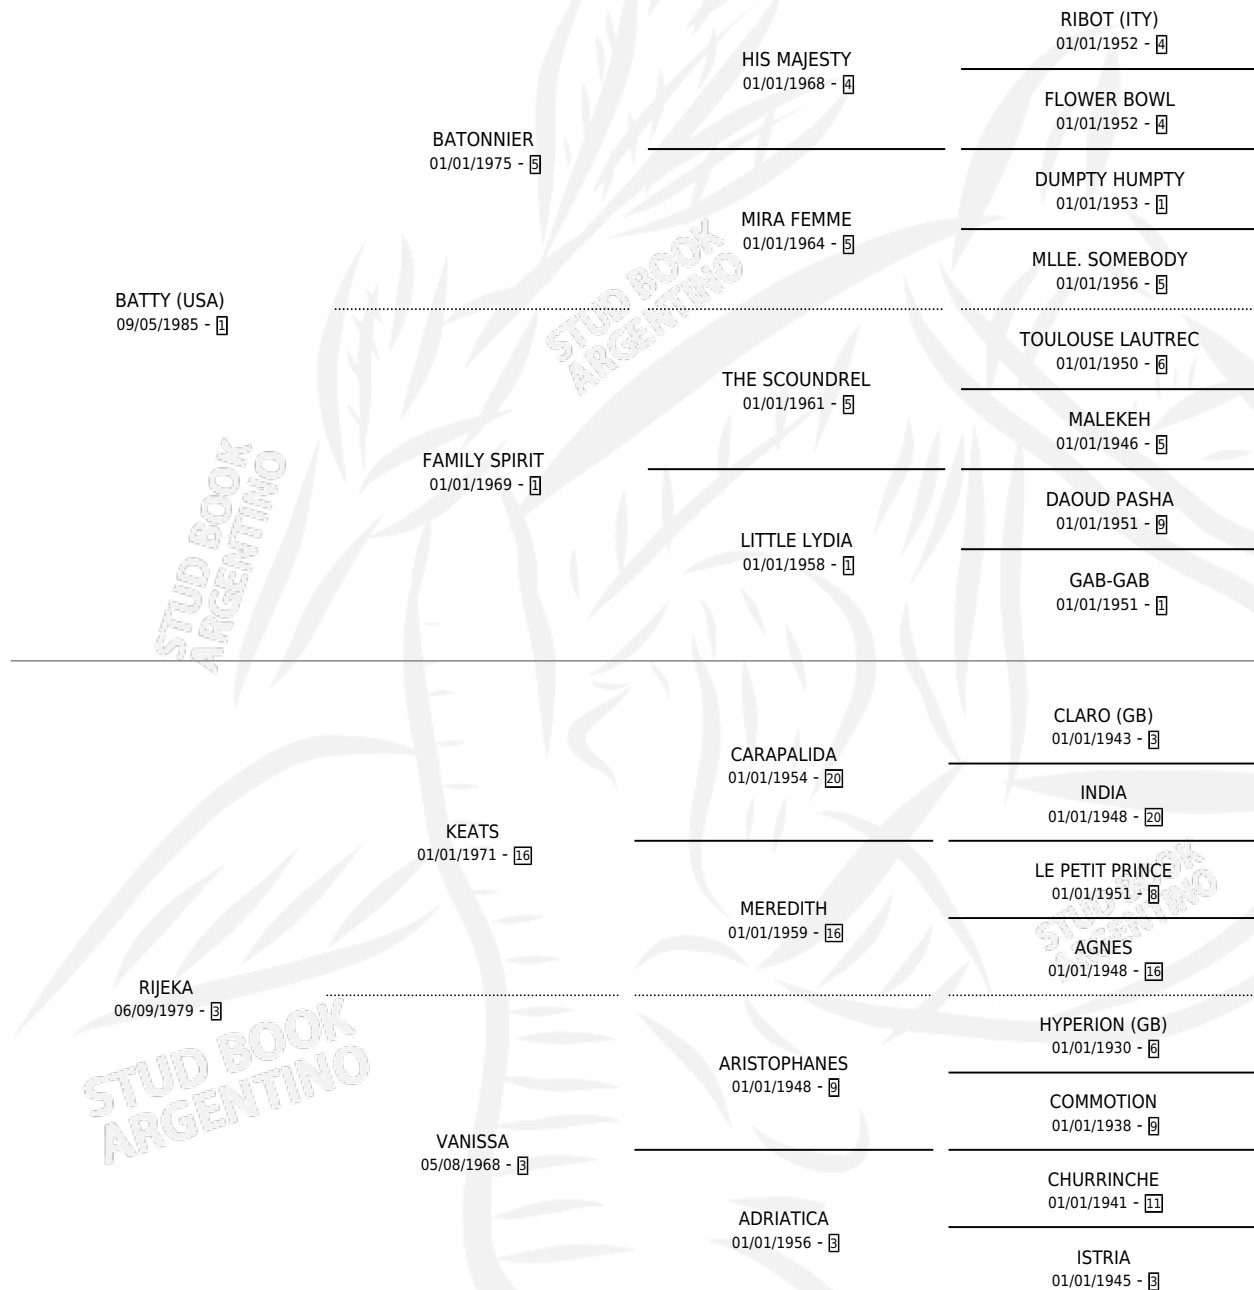 RIBOT (ITY)
01/01/1952 - 4
HIS MAJESTY
01/01/1968 - 4
FLOWER BOWL
01/01/1952 - 4
BATONNIER
01/01/1975 - 5
DUMPTY HUMPTY
01/01/1953 - 1
MIRA FEMME
01/01/1964 - 5
MLLE. SOMEBODY
01/01/1956 - 5
BATTY (USA)
09/05/1985 - 1
TOULOUSE LAUTREC
01/01/1950 - 6
THE SCOUNDREL
01/01/1961 - 5
MALEKEH
01/01/1946 - 5
FAMILY SPIRIT
01/01/1969 - 1
DAOUD PASHA
01/01/1951 - 9
LITTLE LYDIA
01/01/1958 - 1
GAB-GAB
01/01/1951 - 1
CLARO (GB)
01/01/1943 - 3
CARAPALIDA
01/01/1954 - 20
INDIA
01/01/1948 - 20
KEATS
01/01/1971 - 16
LE PETIT PRINCE
01/01/1951 - 8
MEREDITH
01/01/1959 - 16
AGNES
01/01/1948 - 16
RIJEKA
06/09/1979 - 3
HYPERION (GB)
01/01/1930 - 6
ARISTOPHANES
01/01/1948 - 9
COMMOTION
01/01/1938 - 9
VANISSA
05/08/1968 - 3
CHURRINCHE
01/01/1941 - 11
ADRIATICA
01/01/1956 - 3
ISTRIA
01/01/1945 - 3
STUD BOOK
ARGENTINO
STUD BOOK
ARGENTINO
STUD BOOK
ARGENTINO
STUD BOOK
ARGENTINO